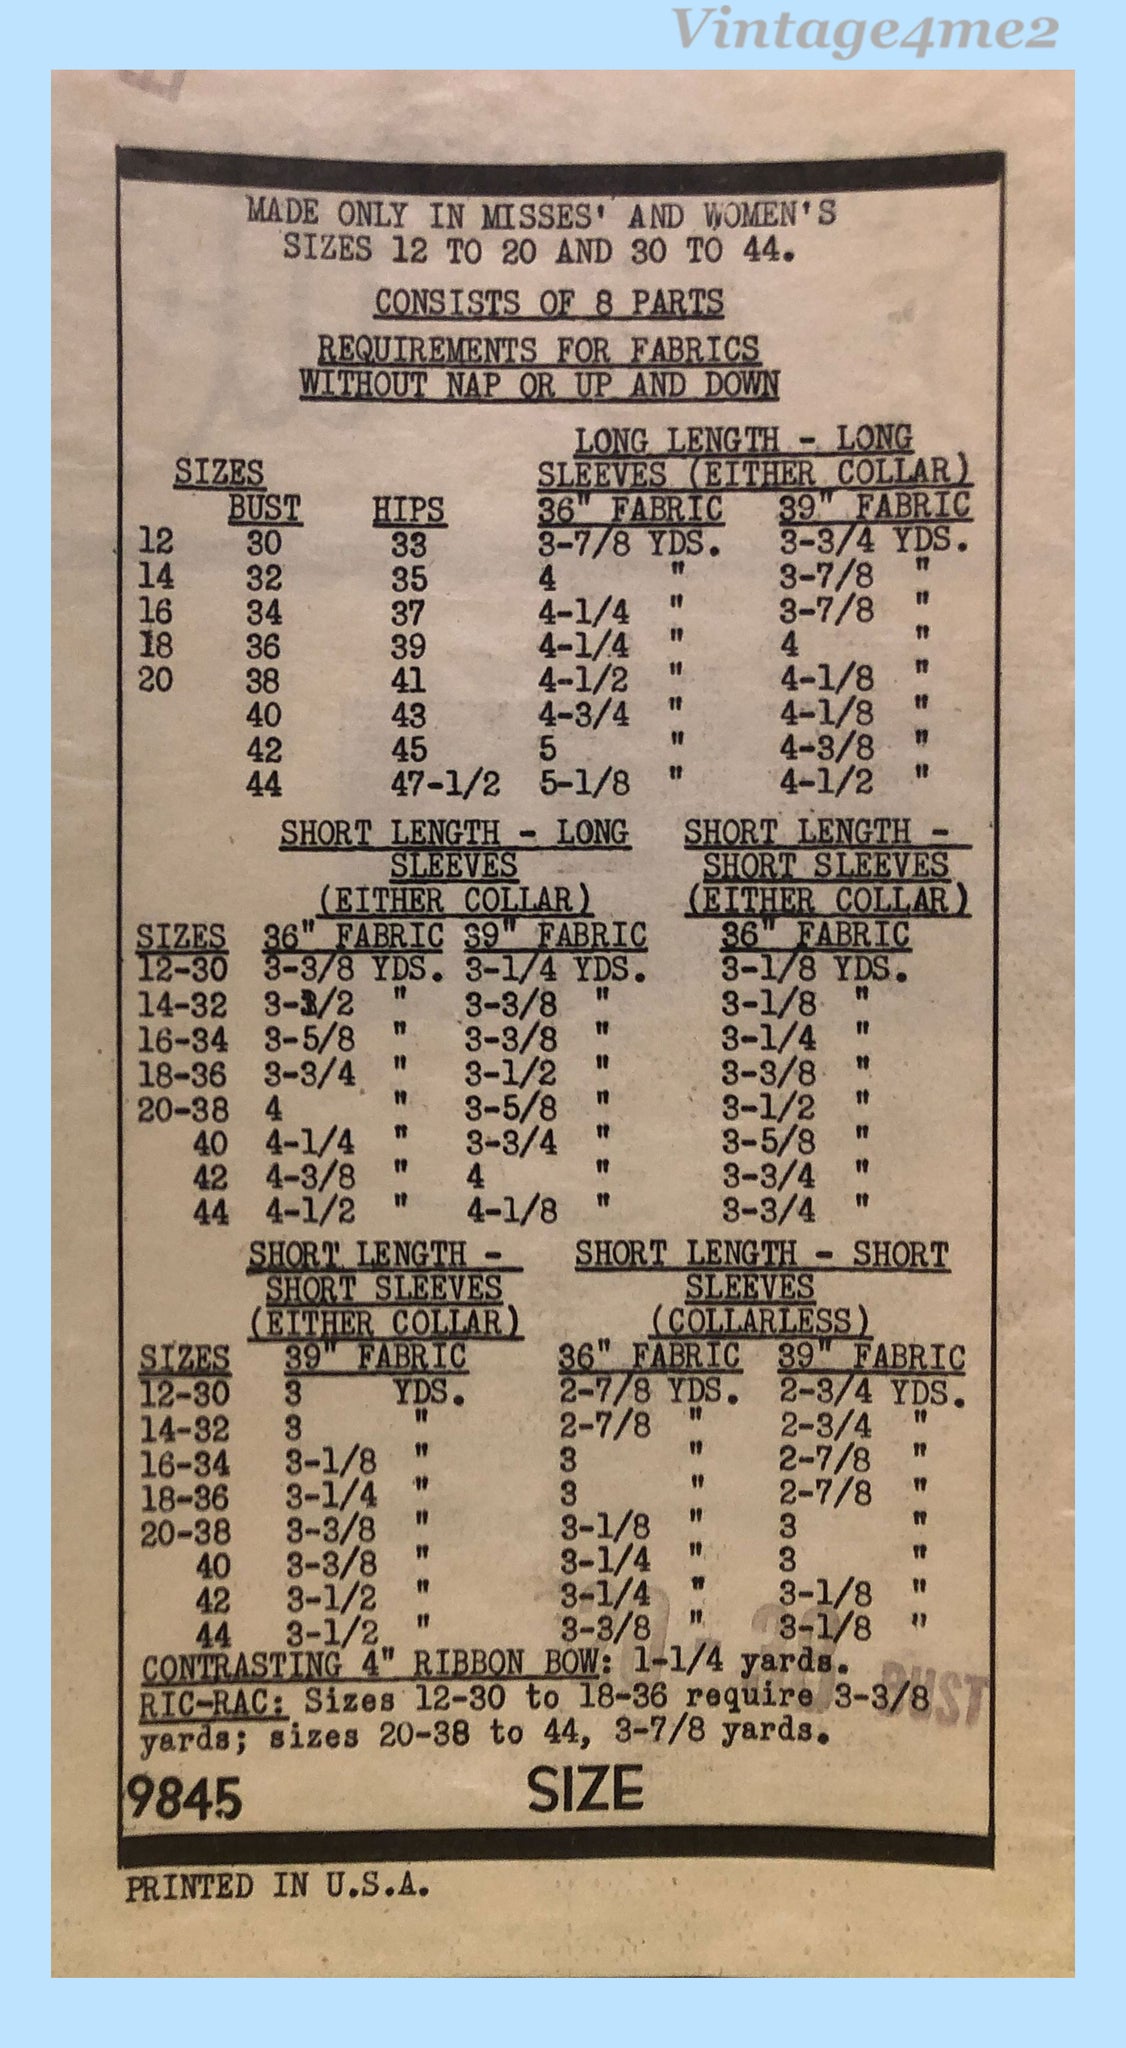 Vintage4me2
MADE ONLY IN MISSES' AND WOMEN'S
SIZES 12 TO 20 AND 30 TO 44.
CONSISTS OF 8 PARTS
REQUIREMENTS FOR FABRICS
WITHOUT NAP OR UP AND DOWN
LONG LENGTH - LONG
SIZES SLEEVES (EITHER COLLAR)
BUST HIPS 36" FABRIC 39" FABRIC
12 30 33 3-7/8 YDS. 3-3/4 YDS.
14 32 35 4 " 3-7/8 "
16 34 37 4-1/4 " 3-7/8 "
18 36 39 4-1/4 " 4 "
20 38 41 4-1/2 " 4-1/8 "
40 43 4-3/4 " 4-1/8 "
42 45 5 " 4-3/8 "
44 47-1/2 5-1/8 " 4-1/2 "
SHORT LENGTH - LONG SHORT LENGTH -
SLEEVES SHORT SLEEVES
(EITHER COLLAR) (EITHER COLLAR)
SIZES 36" FABRIC 39" FABRIC 36" FABRIC
12-30 3-3/8 YDS. 3-1/4 YDS. 3-1/8 YDS.
14-32 3-1/2 " 3-3/8 " 3-1/8 "
16-34 3-5/8 " 3-3/8 " 3-1/4 "
18-36 3-3/4 " 3-1/2 " 3-3/8 "
20-38 4 " 3-5/8 " 3-1/2 "
40 4-1/4 " 3-3/4 " 3-5/8 "
42 4-3/8 " 4 " 3-3/4 "
44 4-1/2 " 4-1/8 " 3-3/4 "
SHORT LENGTH - SHORT LENGTH - SHORT
SHORT SLEEVES SLEEVES
(EITHER COLLAR) (COLLARLESS)
SIZES 39" FABRIC 36" FABRIC 39" FABRIC
12-30 3 YDS. 2-7/8 YDS. 2-3/4 YDS.
14-32 3 " 2-7/8 " 2-3/4 "
16-34 3-1/8 " 3 " 2-7/8 "
18-36 3-1/4 " 3 " 2-7/8 "
20-38 3-3/8 " 3-1/8 " 3 "
40 3-3/8 " 3-1/4 " 3 "
42 3-1/2 " 3-1/4 " 3-1/8 "
44 3-1/2 " 3-3/8 " 3-1/8 "
CONTRASTING 4" RIBBON BOW: 1-1/4 yards.
RIC-RAC: Sizes 12-30 to 18-36 require 3-3/8
BUST
yards; sizes 20-38 to 44, 3-7/8 yards.
9845 SIZE
PRINTED IN U.S.A.